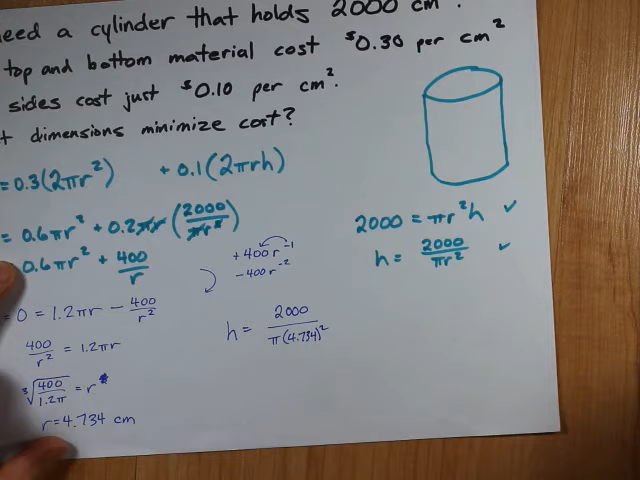 eed a cylinder that holds 2000 cm
top and bottom material cost $0.30 per cm²
sides cost just $0.10 per cm².
t dimensions minimize cost?
= 0.3(2πr²) + 0.1(2πrh)
= 0.6πr² + 0.2πr(2000/πr²)
0.6πr² + 400/r
= 0 = 1.2πr - 400/r²
400/r² = 1.2πr
³√(400/1.2π) = r
r = 4.734 cm
+400r⁻¹
-400r⁻²
h = 2000/π(4.734)²
2000 = πr²h ✓
h = 2000/πr² ✓